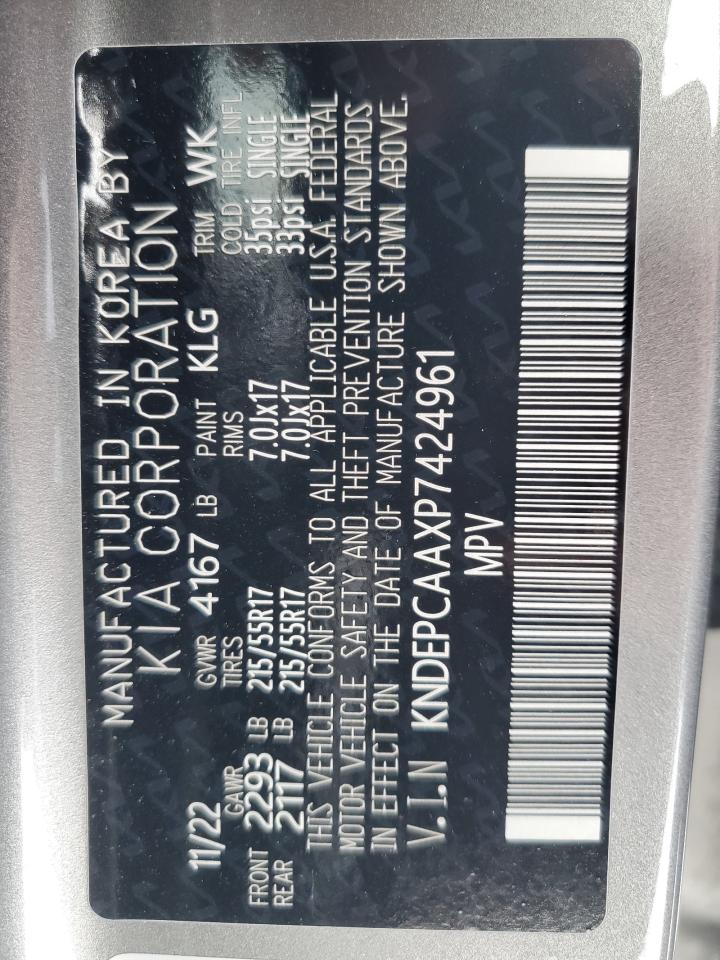 MANUFACTURED IN KOREA BY
KIA CORPORATION
11/22 GVWR 4167 LB PAINT KLG TRIM WK
GAWR TIRES RIMS COLD TIRE INFL
FRONT 2293 LB 215/55R17 7.0Jx17 35psi SINGLE
REAR 2117 LB 215/55R17 7.0Jx17 33psi SINGLE
THIS VEHICLE CONFORMS TO ALL APPLICABLE U.S.A. FEDERAL
MOTOR VEHICLE SAFETY AND THEFT PREVENTION STANDARDS
IN EFFECT ON THE DATE OF MANUFACTURE SHOWN ABOVE.
V.I.N KNDEPCAAXP7424961
MPV